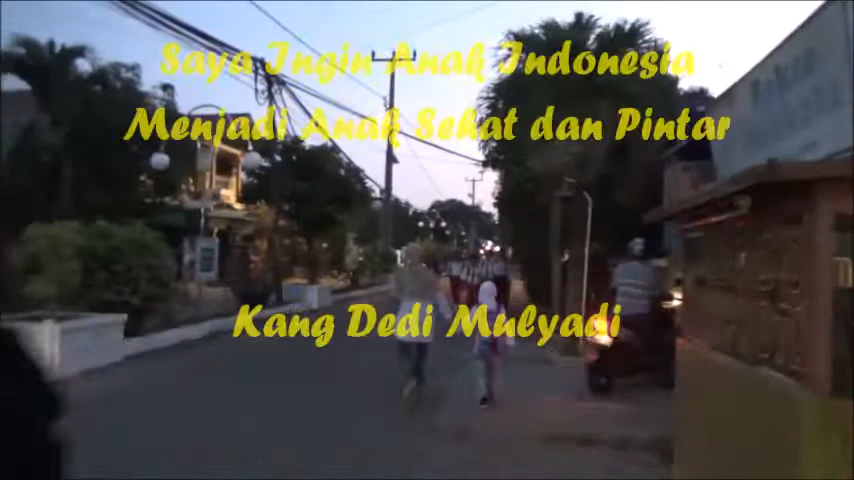 Saya Ingin Anak Indonesia
Menjadi Anak Sehat dan Pintar
Kang Dedi Mulyadi